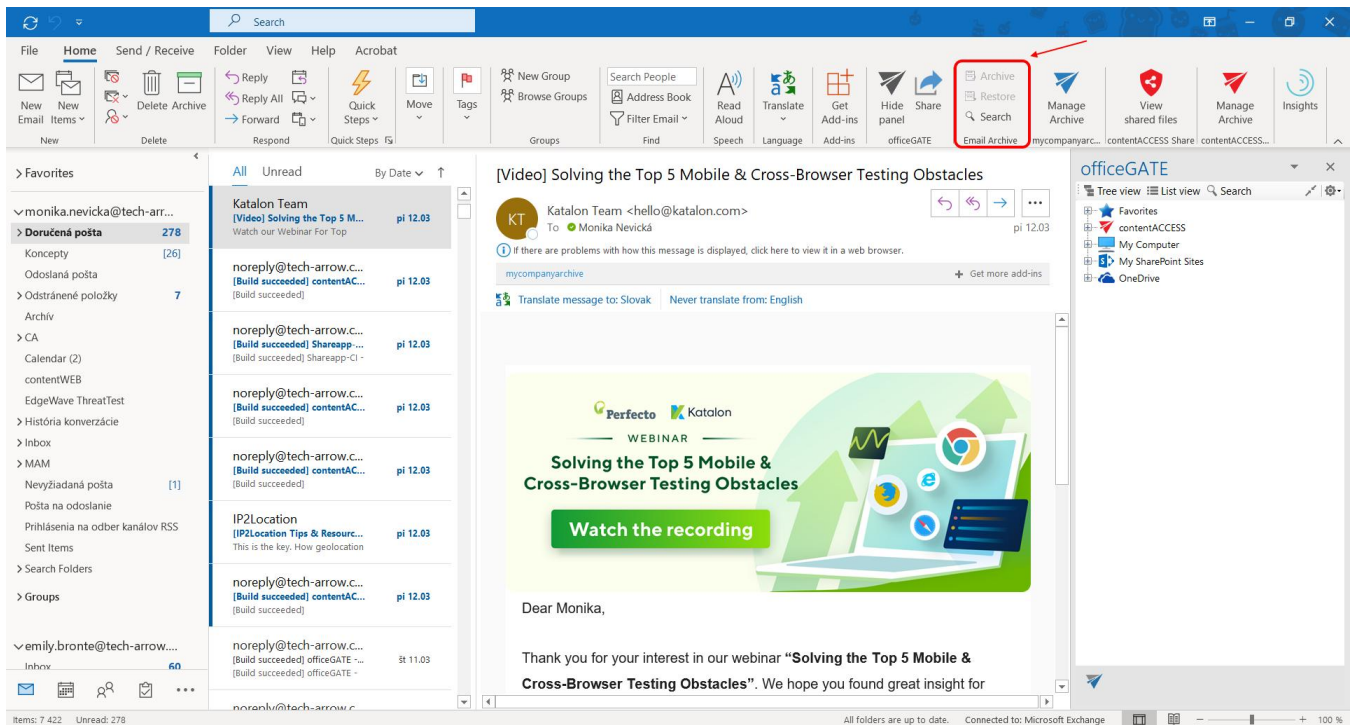 Search
File Home Send / Receive Folder View Help Acrobat
New Email
New Items
New
Delete
Archive
Delete
Reply
Reply All
Forward
Respond
Quick Steps
Quick Steps
Move
Tags
New Group
Browse Groups
Groups
Search People
Address Book
Filter Email
Find
Read Aloud
Speech
Translate
Language
Get Add-ins
Add-ins
Hide panel
Share
officeGATE
Archive
Restore
Search
Email Archive
Manage Archive
mycompanyarc...
View shared files
contentACCESS Share
Manage Archive
contentACCESS...
Insights
Favorites
monika.nevicka@tech-arr...
Doručená pošta 278
Koncepty [26]
Odoslaná pošta
Odstránené položky 7
Archív
CA
Calendar (2)
contentWEB
EdgeWave ThreatTest
História konverzácie
Inbox
MAM
Nevyžiadaná pošta [1]
Pošta na odoslanie
Prihlásenia na odber kanálov RSS
Sent Items
Search Folders
Groups
emily.bronte@tech-arrow....
Inbox 60
All Unread By Date
Katalon Team
[Video] Solving the Top 5 M... pi 12.03
Watch our Webinar For Top
noreply@tech-arrow.c...
[Build succeeded] contentAC... pi 12.03
[Build succeeded]
noreply@tech-arrow.c...
[Build succeeded] Shareapp-... pi 12.03
[Build succeeded] Shareapp-CI -
noreply@tech-arrow.c...
[Build succeeded] contentAC... pi 12.03
[Build succeeded]
noreply@tech-arrow.c...
[Build succeeded] contentAC... pi 12.03
[Build succeeded]
IP2Location
[IP2Location Tips & Resourc... pi 12.03
This is the key. How geolocation
noreply@tech-arrow.c...
[Build succeeded] contentAC... pi 12.03
[Build succeeded]
noreply@tech-arrow.c...
[Build succeeded] officeGATE -... št 11.03
[Build succeeded] officeGATE -
noreply@tech-arrow.c
[Video] Solving the Top 5 Mobile & Cross-Browser Testing Obstacles
KT
Katalon Team <hello@katalon.com>
To Monika Nevická
pi 12.03
If there are problems with how this message is displayed, click here to view it in a web browser.
mycompanyarchive + Get more add-ins
Translate message to: Slovak Never translate from: English
Perfecto Katalon
WEBINAR
Solving the Top 5 Mobile &
Cross-Browser Testing Obstacles
Watch the recording
Dear Monika,
Thank you for your interest in our webinar “Solving the Top 5 Mobile &
Cross-Browser Testing Obstacles”. We hope you found great insight for
officeGATE
Tree view List view Search
Favorites
contentACCESS
My Computer
My SharePoint Sites
OneDrive
Items: 7 422 Unread: 278
All folders are up to date. Connected to: Microsoft Exchange
100 %